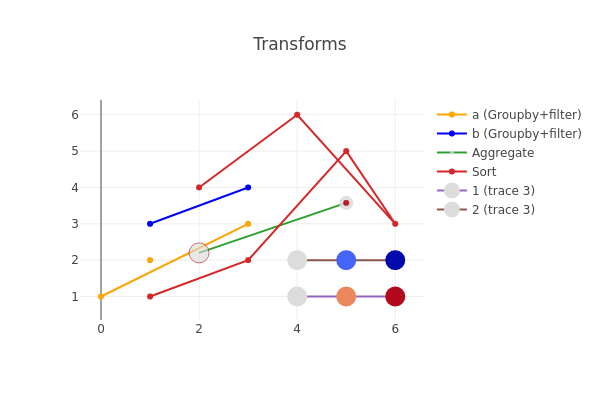 Transforms
6
5
4
3
2
1
0 2 4 6
a (Groupby+filter)
b (Groupby+filter)
Aggregate
Sort
1 (trace 3)
2 (trace 3)